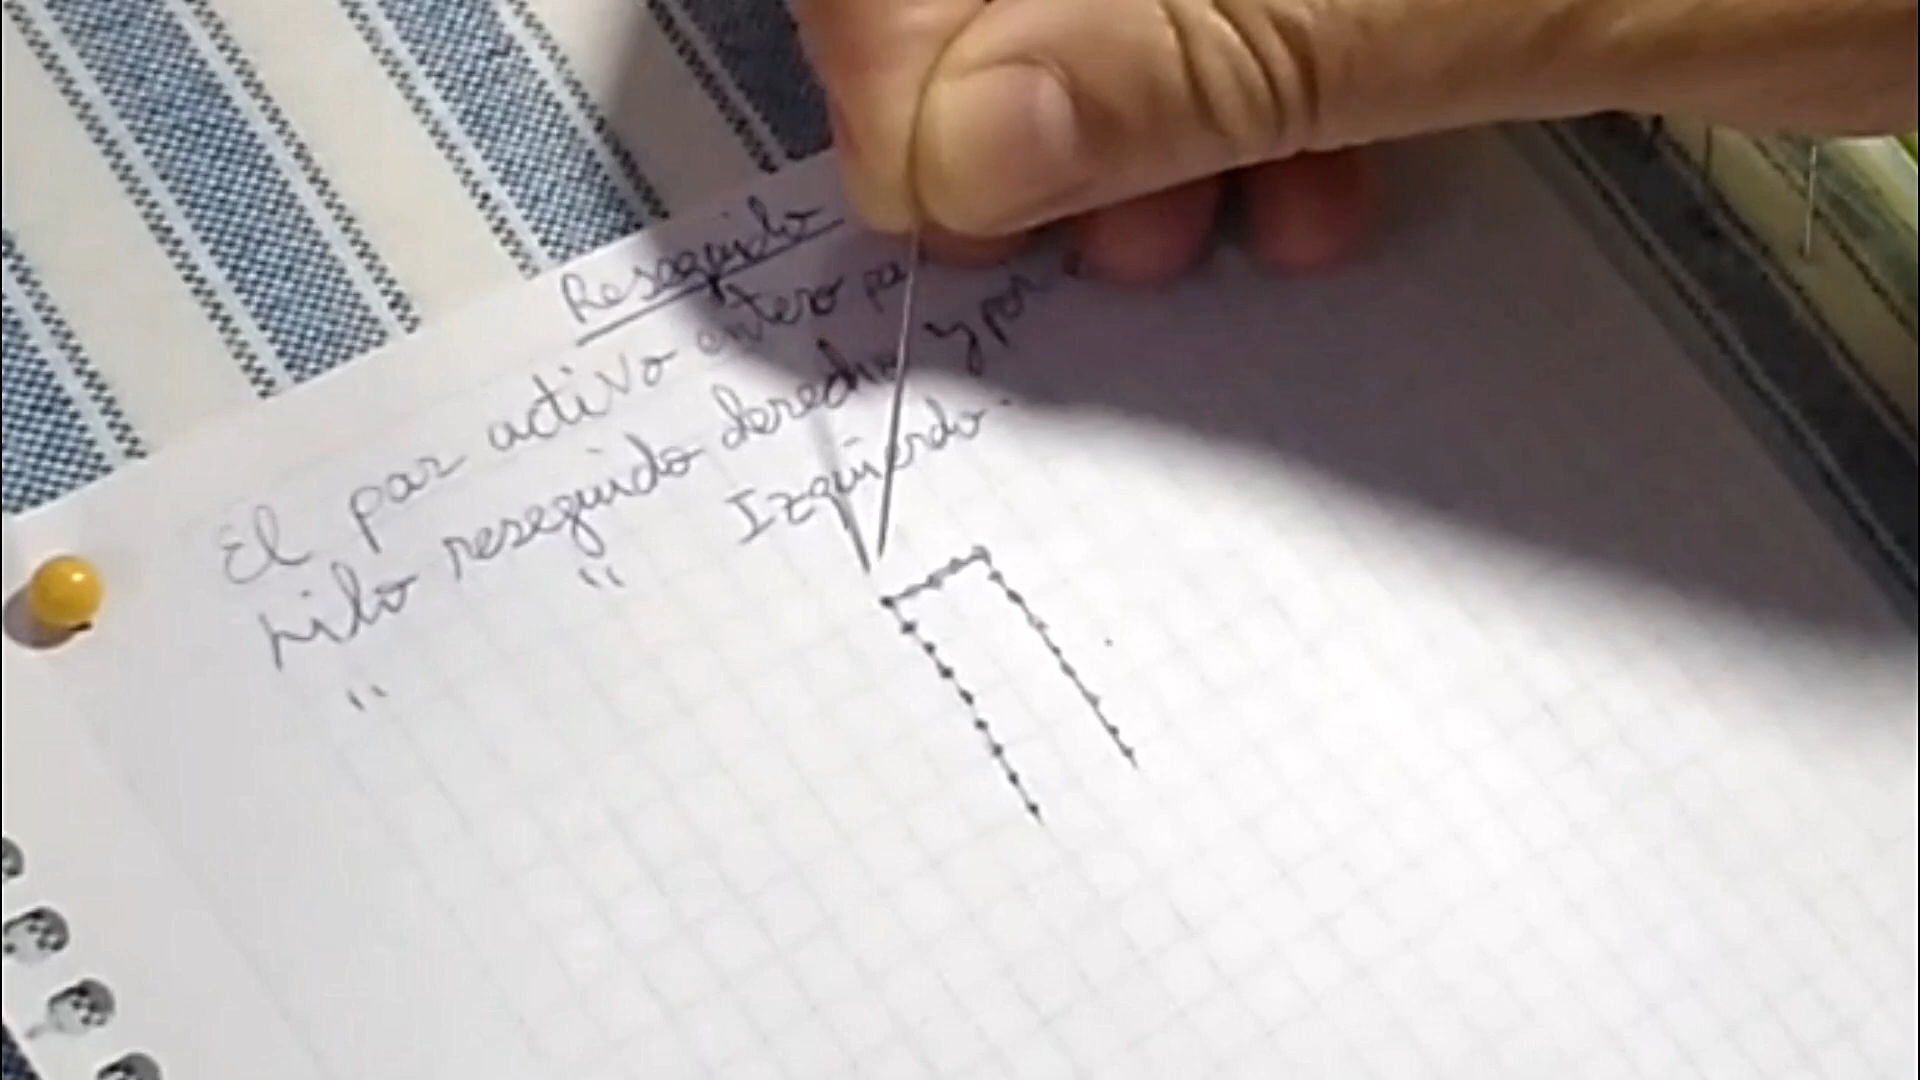 Reseguido
El par activo entero pa
hilo reseguido derecho y por
" " Izquierdo.